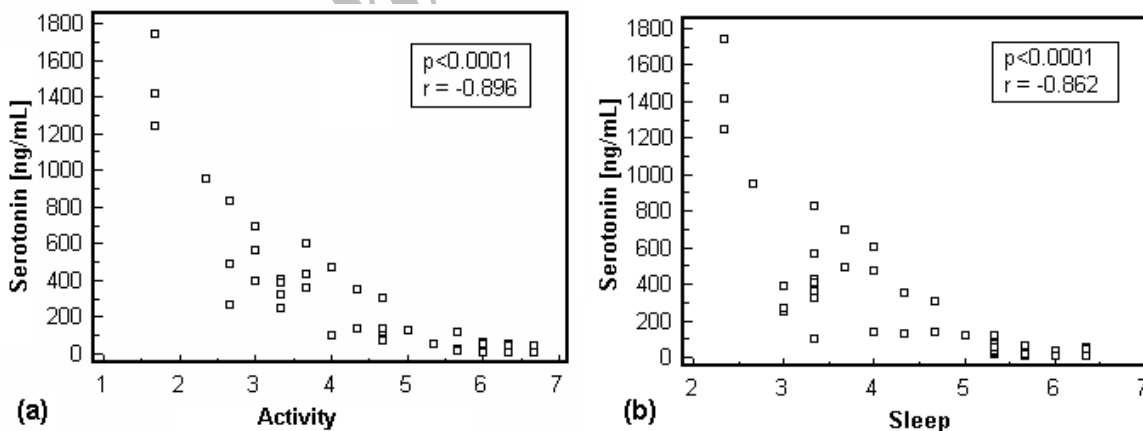 1800
1600
1400
1200
1000
800
600
400
200
0
Serotonin [ng/mL]
p<0.0001
r = -0.896
1 2 3 4 5 6 7
(a) Activity
1800
1600
1400
1200
1000
800
600
400
200
0
Serotonin [ng/mL]
p<0.0001
r = -0.862
2 3 4 5 6 7
(b) Sleep